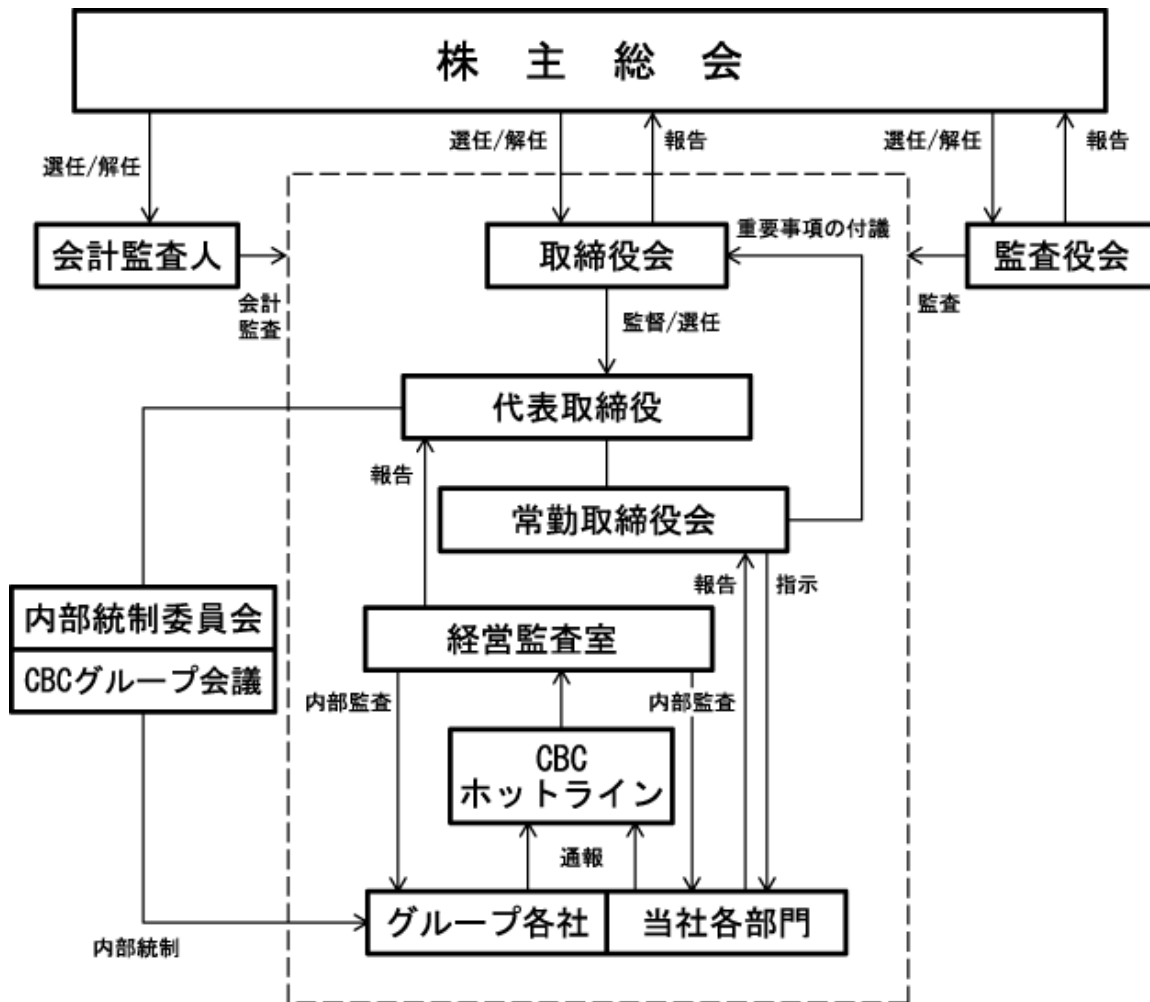 株主総会
選任/解任
選任/解任
報告
選任/解任
報告
会計監査人
取締役会
重要事項の付議
監査役会
会計
監査
監督/選任
監査
代表取締役
報告
常勤取締役会
報告
指示
内部統制委員会
CBCグループ会議
経営監査室
内部監査
内部監査
CBC
ホットライン
通報
グループ各社
当社各部門
内部統制